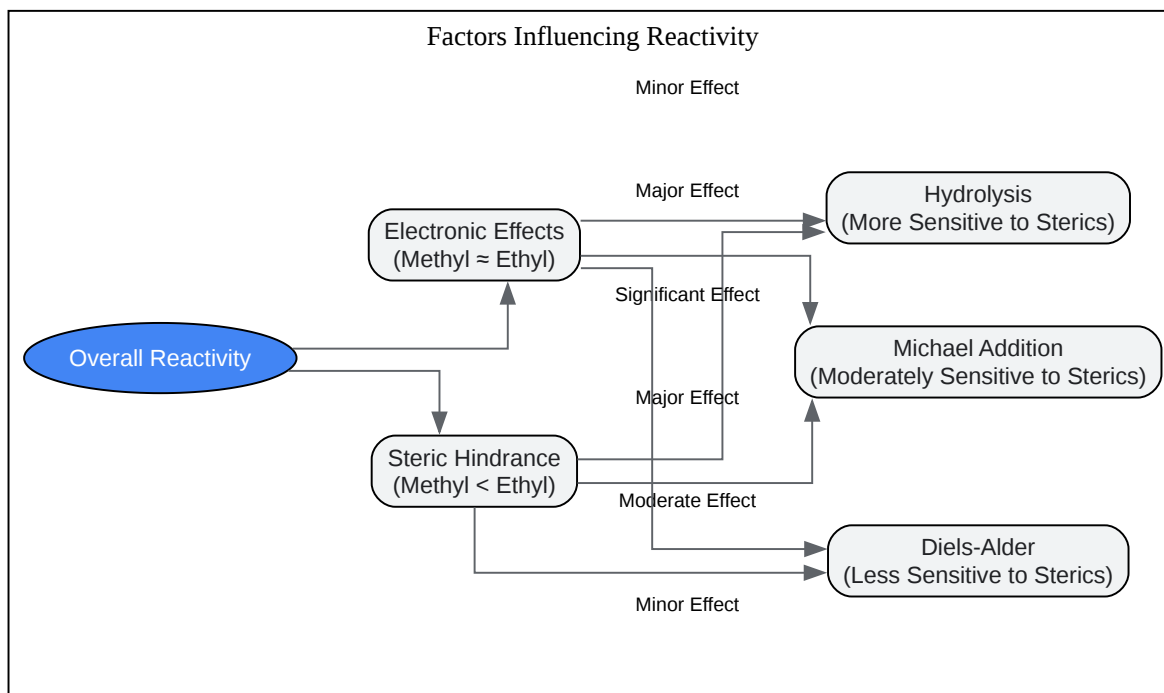 Factors Influencing Reactivity
Minor Effect
Major Effect
Hydrolysis
(More Sensitive to Sterics)
Electronic Effects
(Methyl ≈ Ethyl)
Significant Effect
Overall Reactivity
Michael Addition
(Moderately Sensitive to Sterics)
Major Effect
Steric Hindrance
(Methyl < Ethyl)
Moderate Effect
Diels-Alder
(Less Sensitive to Sterics)
Minor Effect